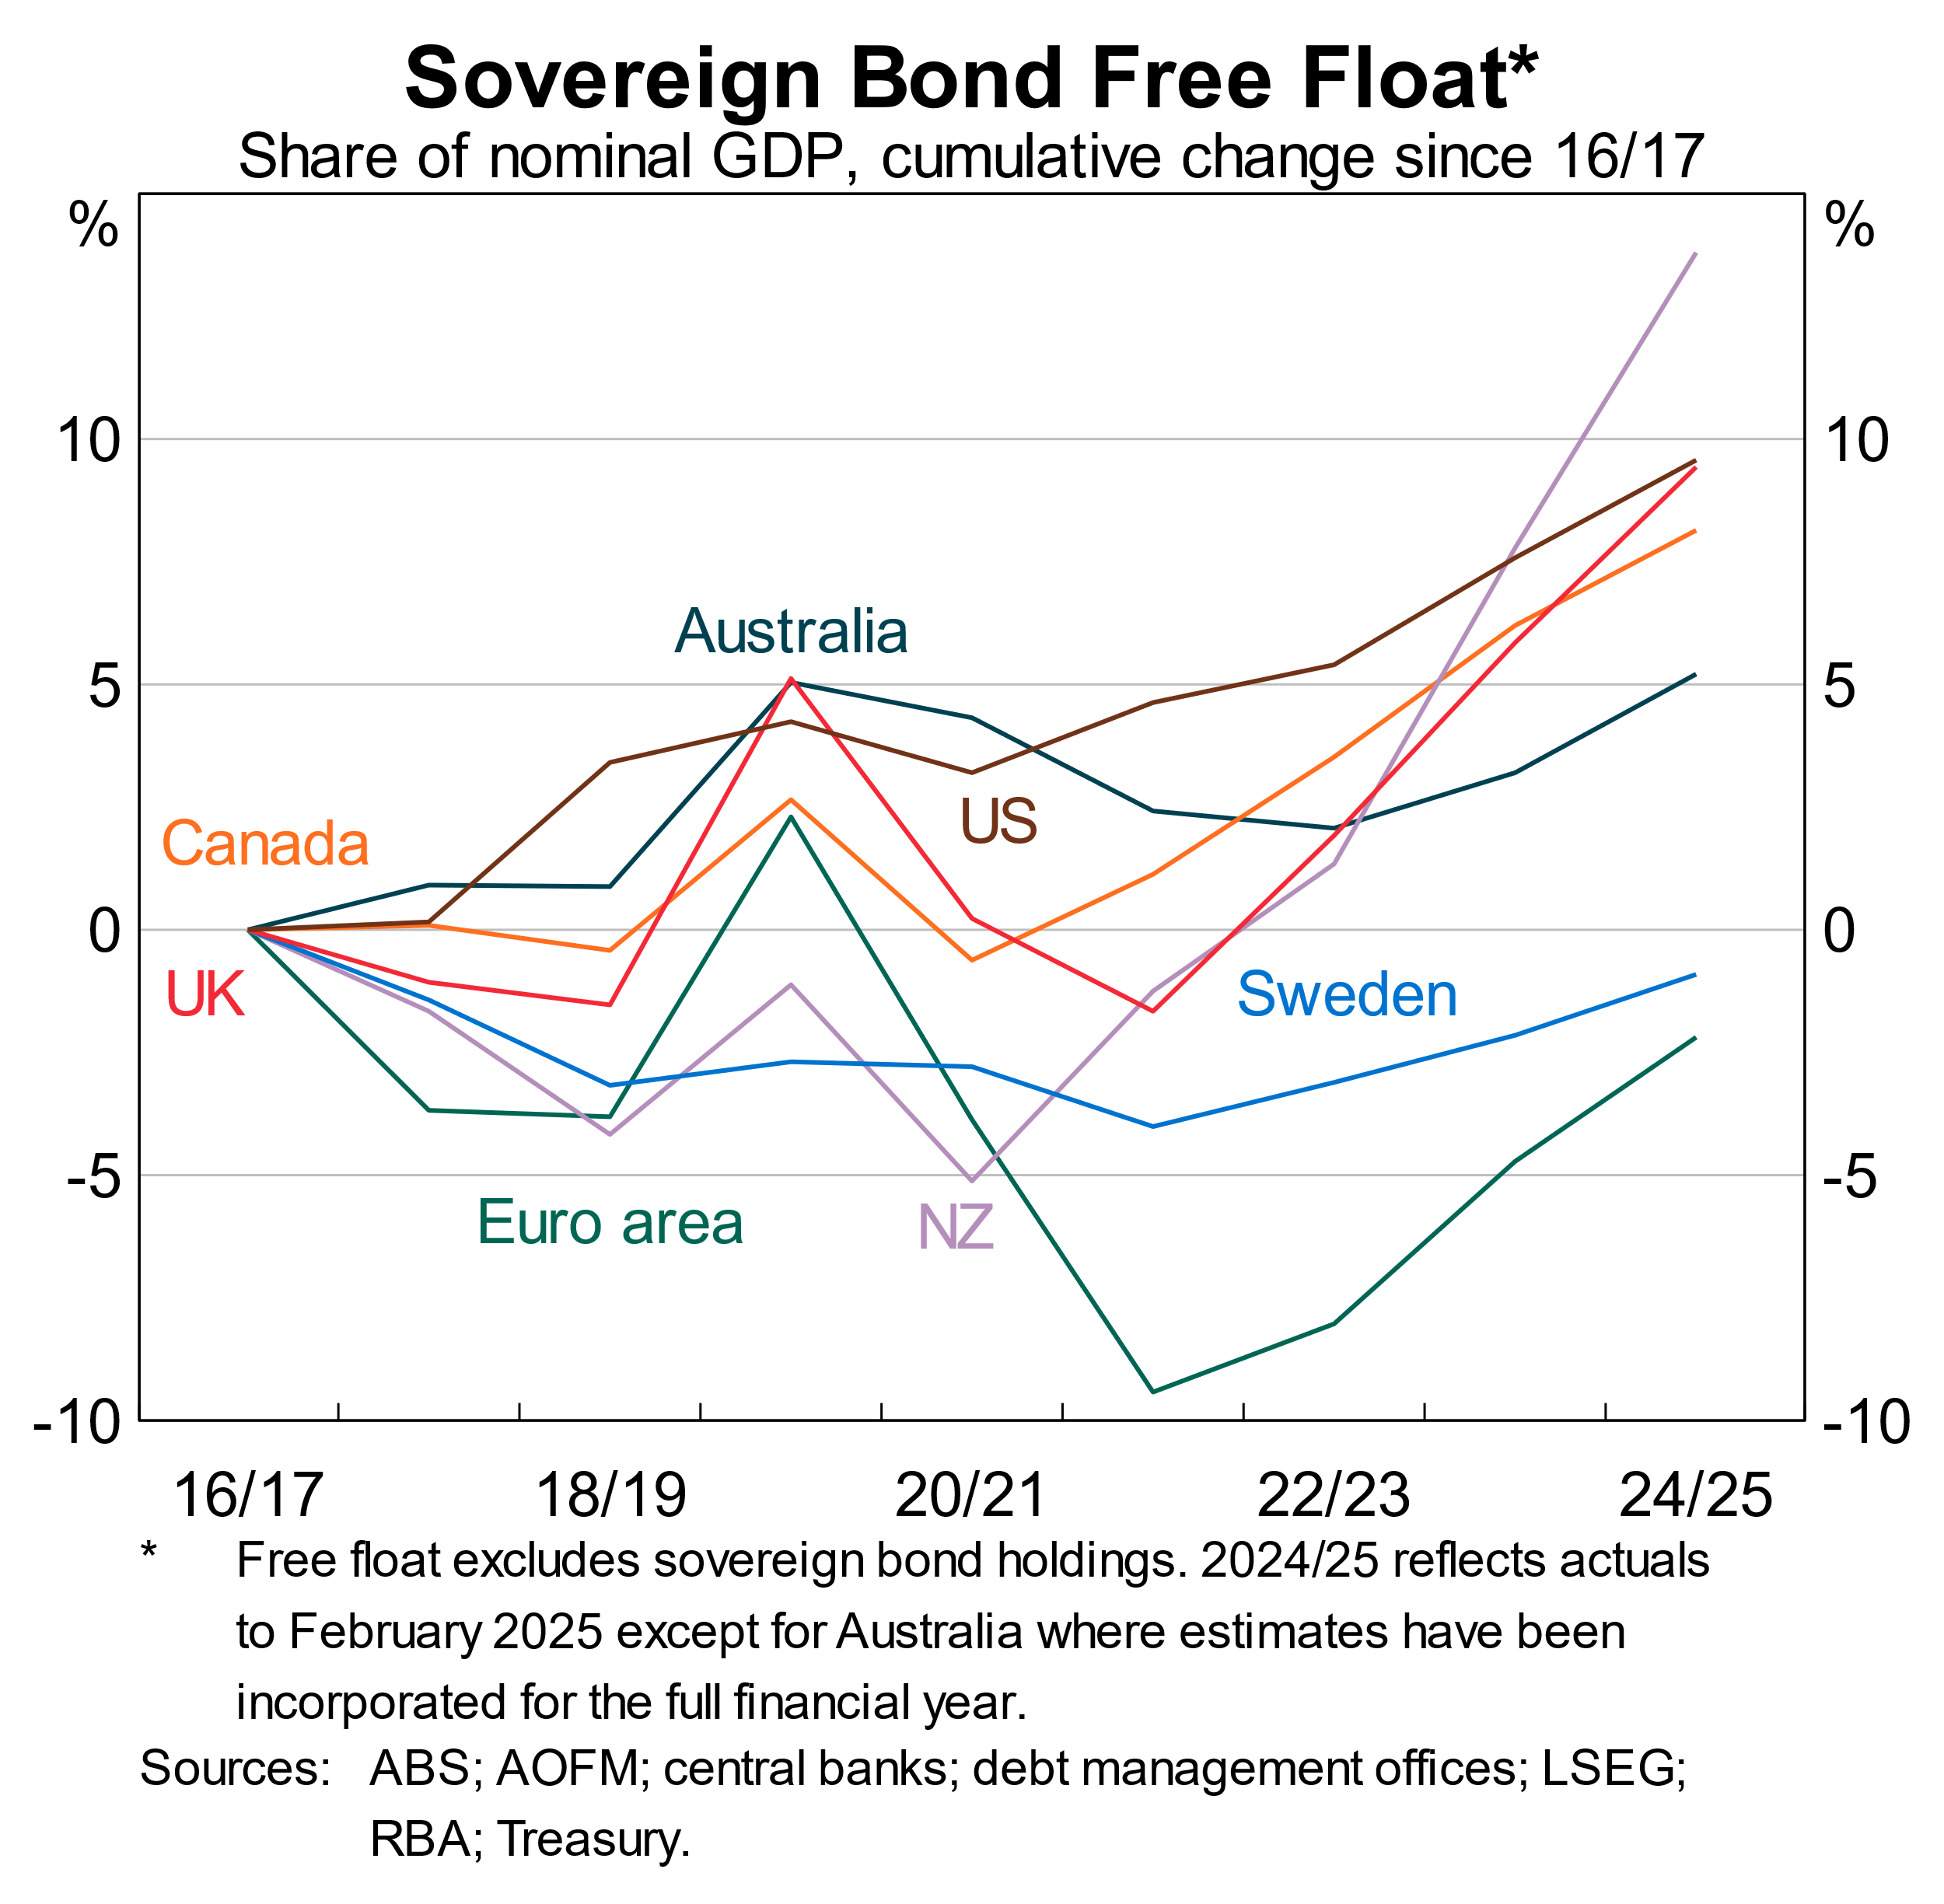 Sovereign Bond Free Float*
Share of nominal GDP, cumulative change since 16/17
% %
10 10
Australia
5 5
US
Canada
0 0
UK
Sweden
-5 -5
Euro area
NZ
-10 -10
16/17 18/19 20/21 22/23 24/25
* Free float excludes sovereign bond holdings. 2024/25 reflects actuals
to February 2025 except for Australia where estimates have been
incorporated for the full financial year.
Sources: ABS; AOFM; central banks; debt management offices; LSEG;
RBA; Treasury.